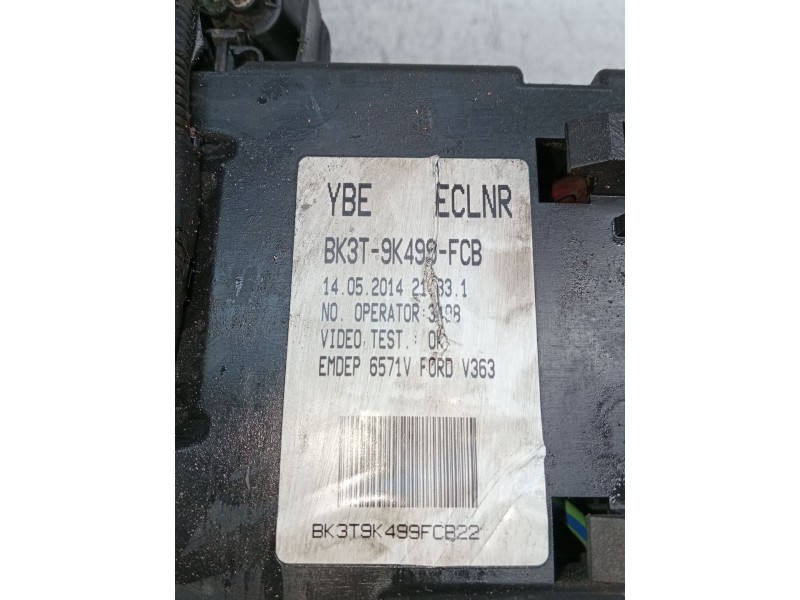 YBE ECLNR
BK3T-9K499-FCB
14.05.2014
NO. OPERATOR:
VIDEO TEST.: OK
EMDEP 6571V FORD V363
BK3T9K499FCB22